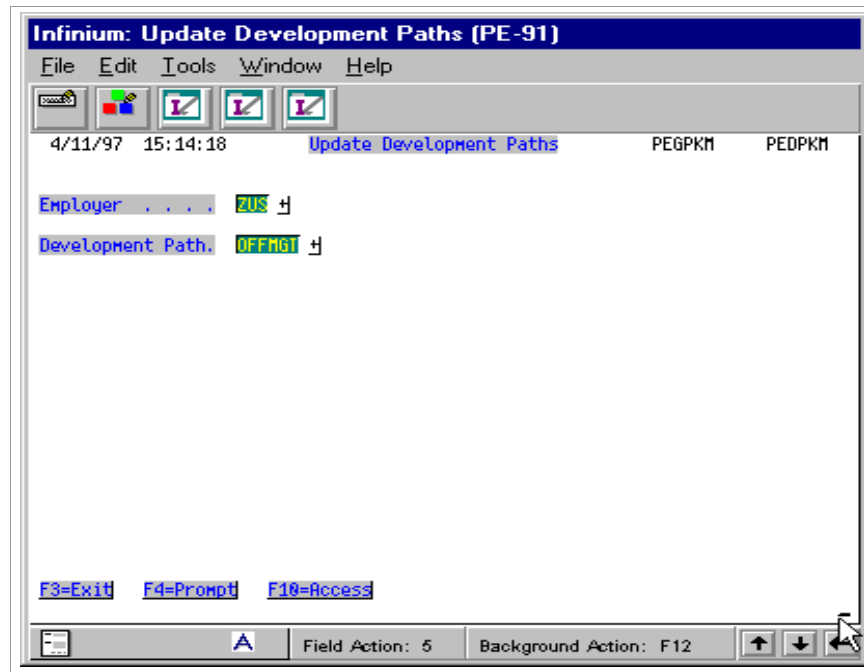 Infinium: Update Development Paths (PE-91)
File Edit Tools Window Help
4/11/97 15:14:18 Update Development Paths PEGPKM PEDPKM
Employer . . . . ZUS +
Development Path. OFFMGT +
F3=Exit F4=Prompt F10=Access
A Field Action: 5 Background Action: F12